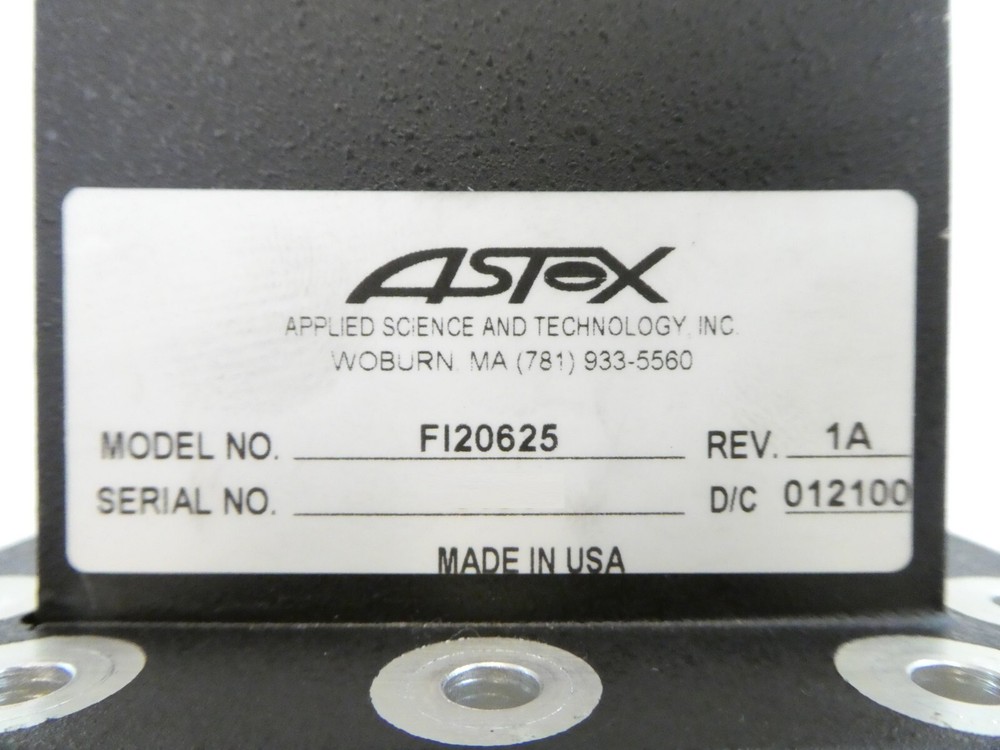 ASTeX
APPLIED SCIENCE AND TECHNOLOGY, INC.
WOBURN, MA (781) 933-5560
MODEL NO. FI20625 REV. 1A
SERIAL NO. D/C 012100
MADE IN USA